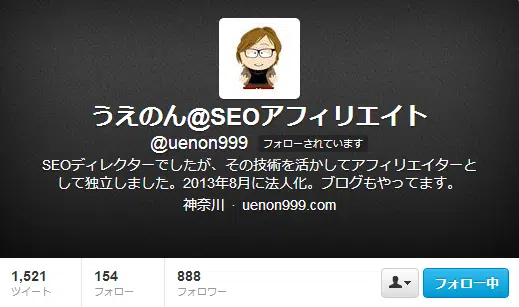 うえのん@SEOアフィリエイト
@uenon999 フォローされています
SEOディレクターでしたが、その技術を活かしてアフィリエイターと
して独立しました。2013年8月に法人化。ブログもやってます。
神奈川 · uenon999.com
1,521 154 888
ツイート フォロー フォロワー
フォロー中